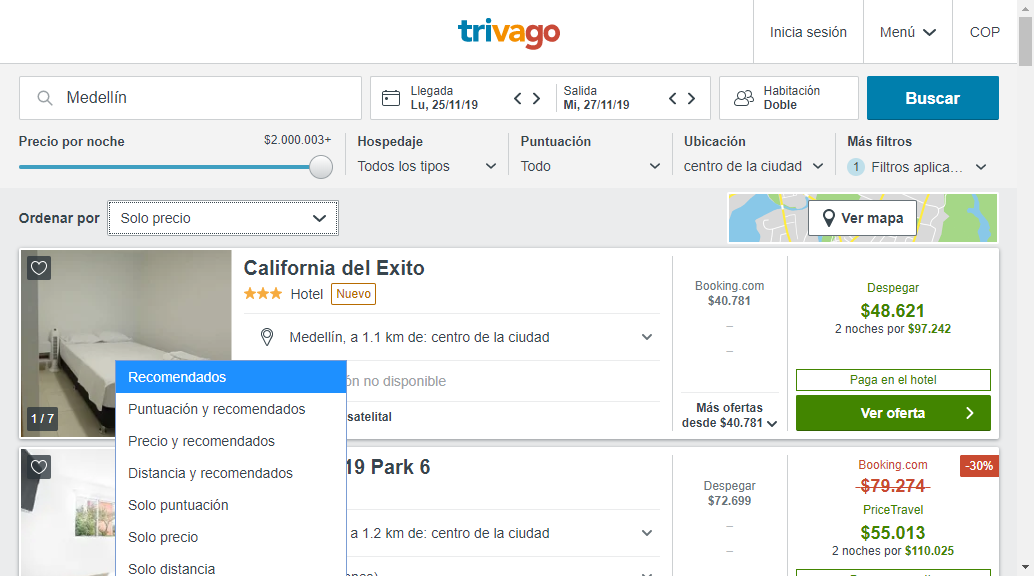 trivago
Inicia sesión
Menú
COP
Medellín
Llegada
Lu, 25/11/19
Salida
Mi, 27/11/19
Habitación
Doble
Buscar
Precio por noche
$2.000.003+
Hospedaje
Todos los tipos
Puntuación
Todo
Ubicación
centro de la ciudad
Más filtros
1 Filtros aplica...
Ordenar por
Solo precio
Ver mapa
California del Exito
Hotel
Nuevo
Medellín, a 1.1 km de: centro de la ciudad
ón no disponible
satelital
1 / 7
Booking.com
$40.781
–
–
Más ofertas
desde $40.781
Despegar
$48.621
2 noches por $97.242
Paga en el hotel
Ver oferta
Recomendados
Puntuación y recomendados
Precio y recomendados
Distancia y recomendados
Solo puntuación
Solo precio
Solo distancia
19 Park 6
a 1.2 km de: centro de la ciudad
Despegar
$72.699
–
–
Booking.com
-30%
$79.274
PriceTravel
$55.013
2 noches por $110.025